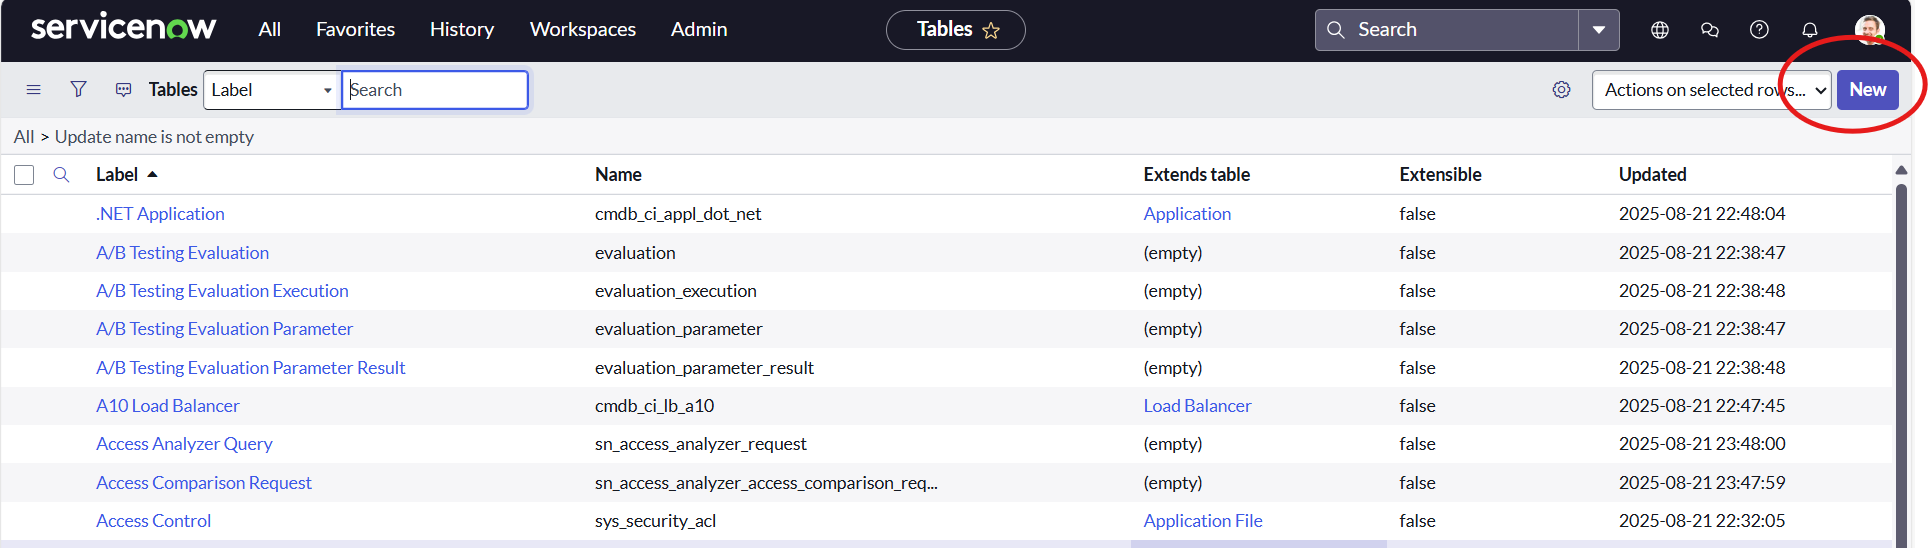 servicenow All Favorites History Workspaces Admin Tables Search
Tables Label Search Actions on selected rows... New
All > Update name is not empty
Label Name Extends table Extensible Updated
.NET Application cmdb_ci_appl_dot_net Application false 2025-08-21 22:48:04
A/B Testing Evaluation evaluation (empty) false 2025-08-21 22:38:47
A/B Testing Evaluation Execution evaluation_execution (empty) false 2025-08-21 22:38:48
A/B Testing Evaluation Parameter evaluation_parameter (empty) false 2025-08-21 22:38:47
A/B Testing Evaluation Parameter Result evaluation_parameter_result (empty) false 2025-08-21 22:38:48
A10 Load Balancer cmdb_ci_lb_a10 Load Balancer false 2025-08-21 22:47:45
Access Analyzer Query sn_access_analyzer_request (empty) false 2025-08-21 23:48:00
Access Comparison Request sn_access_analyzer_access_comparison_req... (empty) false 2025-08-21 23:47:59
Access Control sys_security_acl Application File false 2025-08-21 22:32:05